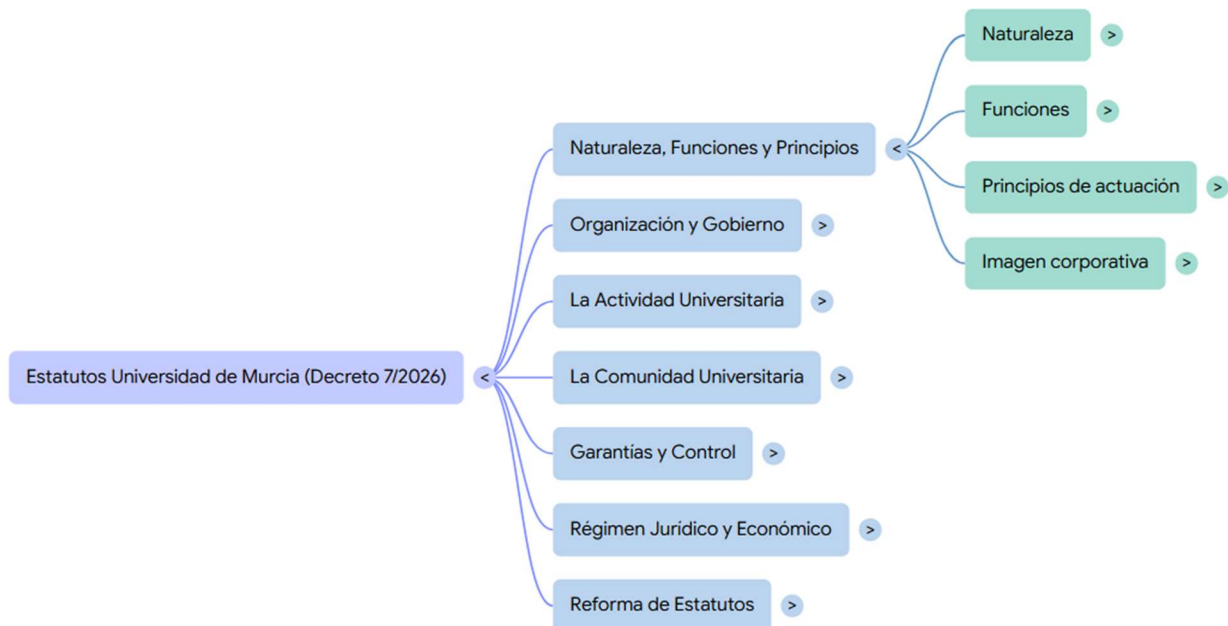 Estatutos Universidad de Murcia (Decreto 7/2026)
<
Naturaleza, Funciones y Principios
<
Naturaleza
>
Funciones
>
Principios de actuación
>
Imagen corporativa
>
Organización y Gobierno
>
La Actividad Universitaria
>
La Comunidad Universitaria
>
Garantías y Control
>
Régimen Jurídico y Económico
>
Reforma de Estatutos
>